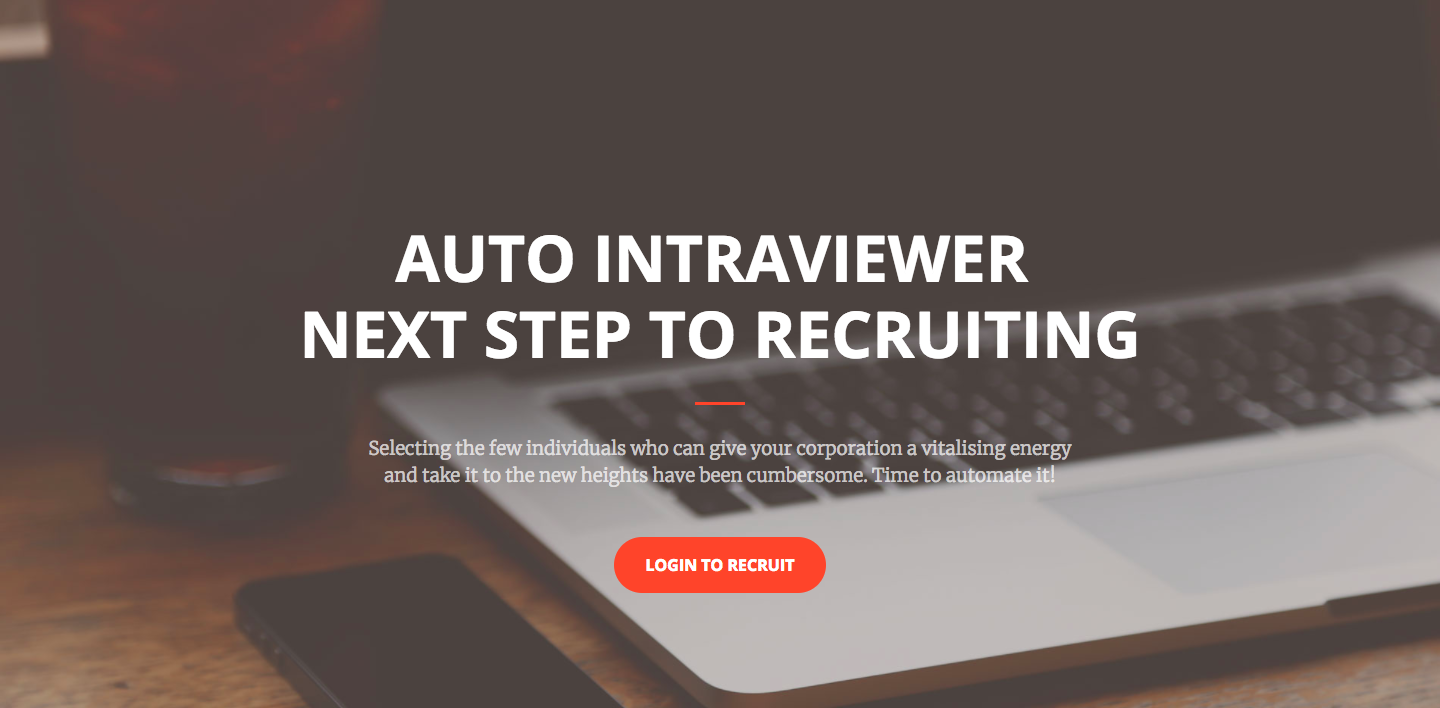 AUTO INTRAVIEWER
NEXT STEP TO RECRUITING
Selecting the few individuals who can give your corporation a vitalising energy
and take it to the new heights have been cumbersome. Time to automate it!
LOGIN TO RECRUIT